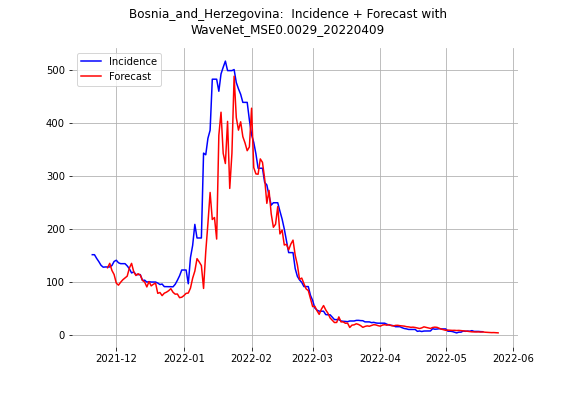 Bosnia_and_Herzegovina:  Incidence + Forecast with
WaveNet_MSE0.0029_20220409
Incidence
Forecast
500
400
300
200
100
0
2021-12 2022-01 2022-02 2022-03 2022-04 2022-05 2022-06